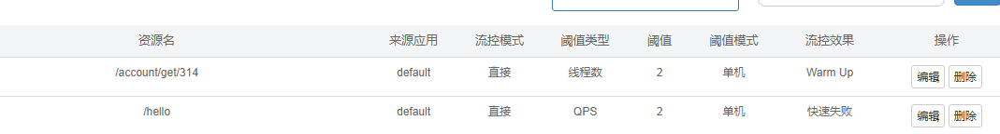 资源名 来源应用 流控模式 阈值类型 阈值 阈值模式 流控效果 操作
/account/get/314 default 直接 线程数 2 单机 Warm Up 编辑 删除
/hello default 直接 QPS 2 单机 快速失败 编辑 删除